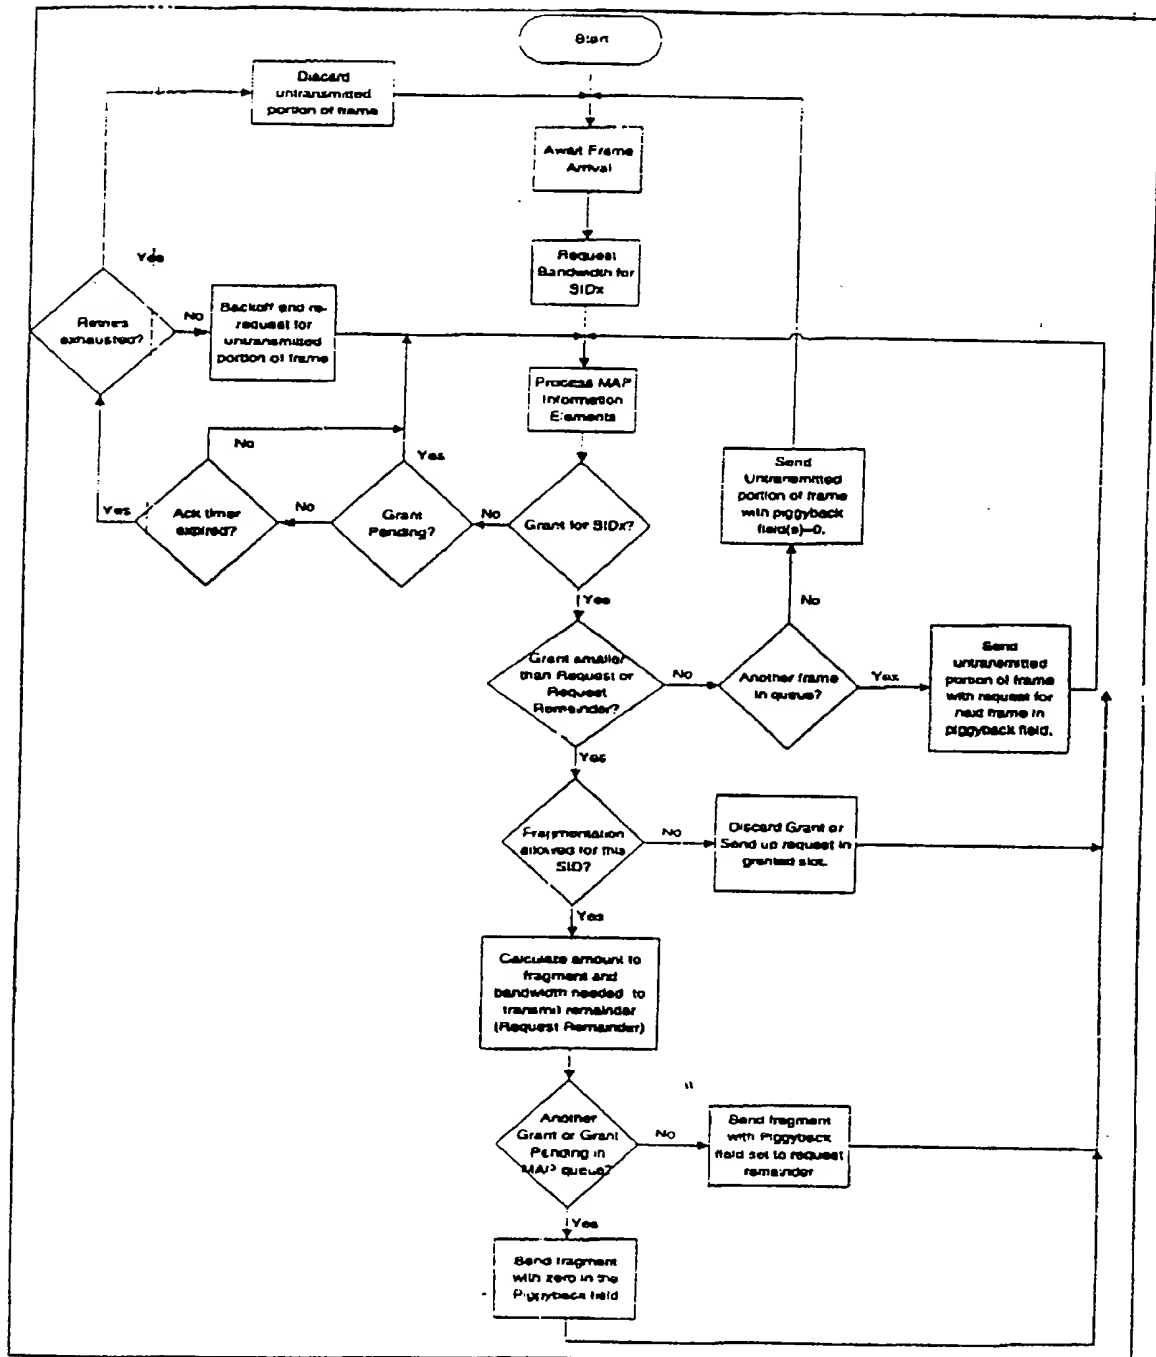 Start
Discard
untransmitted
portion of frame
Await Frame
Arrival
Request
Bandwidth for
SIDx
Yes
Retries
exhausted?
No
Backoff and re-
request for
untransmitted
portion of frame
Process MAP
Information
Elements
No
Yes
Yes
Ack timer
expired?
No
Grant
Pending?
No
Grant for SIDx?
Send
Untransmitted
portion of frame
with piggyback
field(s)=0.
No
Yes
Grant smaller
than Request or
Request
Remainder?
No
Another frame
in queue?
Yes
Send
untransmitted
portion of frame
with request for
next frame in
piggyback field.
Yes
Fragmentation
allowed for this
SID?
No
Discard Grant or
Send up request in
granted slot.
Yes
Calculate amount to
fragment and
bandwidth needed to
transmit remainder
(Request Remainder)
Another
Grant or Grant
Pending in
MAP queue?
No
Send fragment
with Piggyback
field set to request
remainder
Yes
Send fragment
with zero in the
Piggyback field